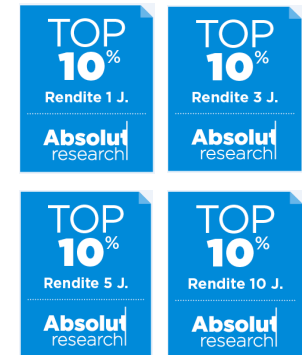 TOP
10%
Rendite 1 J.
Absolut
research
TOP
10%
Rendite 3 J.
Absolut
research
TOP
10%
Rendite 5 J.
Absolut
research
TOP
10%
Rendite 10 J.
Absolut
research